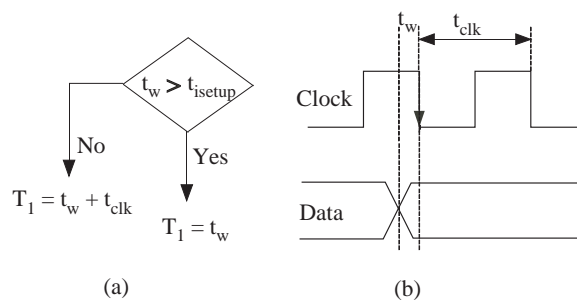 t_w > t_isetup
No
Yes
T_1 = t_w + t_clk
T_1 = t_w
(a)
t_w
t_clk
Clock
Data
(b)